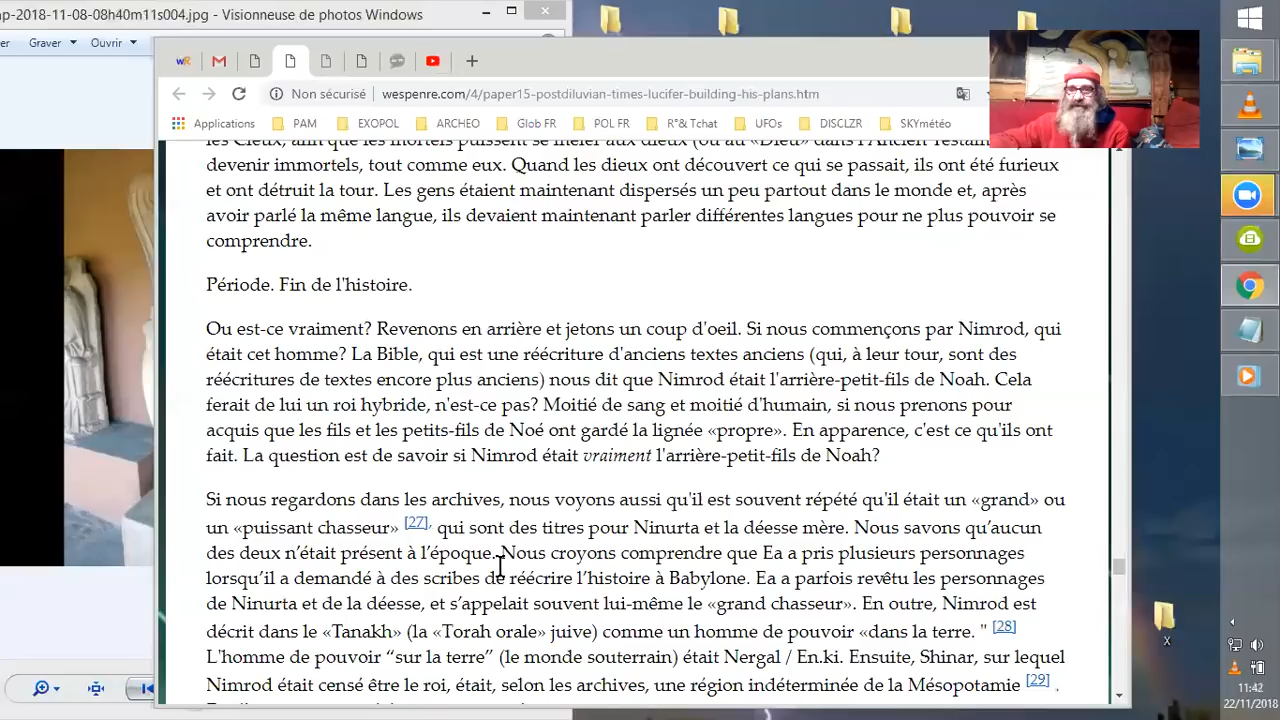 -2018-11-08-08h40m11s004.jpg - Visionneuse de photos Windows
Graver
Ouvrir
wespenre.com/4/paper15-postdiluvian-times-lucifer-building-his-plans.htm
Applications
PAM
EXOPOL
ARCHEO
Glob FR
POL FR
R°& Tchat
UFOs
DISCLZR
SKYmétéo
les Cieux, afin que les mortels puissent se mêler aux dieux (ou au «Dieu» dans l'Ancien
devenir immortels, tout comme eux. Quand les dieux ont découvert ce qui se passait, ils ont été furieux
et ont détruit la tour. Les gens étaient maintenant dispersés un peu partout dans le monde et, après
avoir parlé la même langue, ils devaient maintenant parler différentes langues pour ne plus pouvoir se
comprendre.
Période. Fin de l'histoire.
Ou est-ce vraiment? Revenons en arrière et jetons un coup d'oeil. Si nous commençons par Nimrod, qui
était cet homme? La Bible, qui est une réécriture d'anciens textes anciens (qui, à leur tour, sont des
réécritures de textes encore plus anciens) nous dit que Nimrod était l'arrière-petit-fils de Noah. Cela
ferait de lui un roi hybride, n'est-ce pas? Moitié de sang et moitié d'humain, si nous prenons pour
acquis que les fils et les petits-fils de Noé ont gardé la lignée «propre». En apparence, c'est ce qu'ils ont
fait. La question est de savoir si Nimrod était vraiment l'arrière-petit-fils de Noah?
Si nous regardons dans les archives, nous voyons aussi qu'il est souvent répété qu'il était un «grand» ou
un «puissant chasseur» [27], qui sont des titres pour Ninurta et la déesse mère. Nous savons qu’aucun
des deux n’était présent à l’époque. Nous croyons comprendre que Ea a pris plusieurs personnages
lorsqu’il a demandé à des scribes de réécrire l’histoire à Babylone. Ea a parfois revêtu les personnages
de Ninurta et de la déesse, et s’appelait souvent lui-même le «grand chasseur». En outre, Nimrod est
décrit dans le «Tanakh» (la «Torah orale» juive) comme un homme de pouvoir «dans la terre. " [28]
L'homme de pouvoir “sur la terre” (le monde souterrain) était Nergal / En.ki. Ensuite, Shinar, sur lequel
Nimrod était censé être le roi, était, selon les archives, une région indéterminée de la Mésopotamie [29] .
X
11:42
22/11/2018